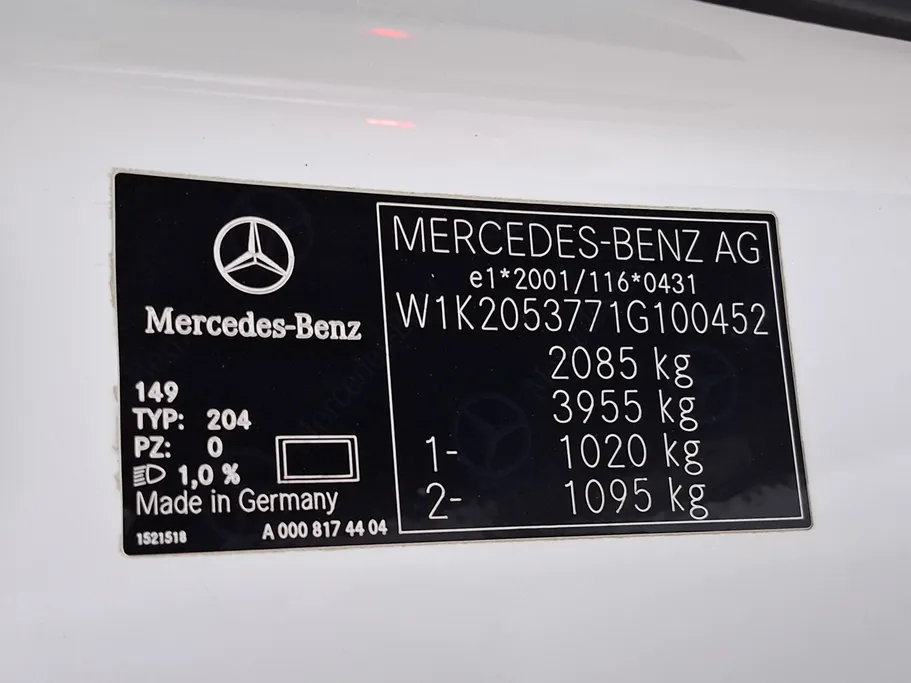 Mercedes-Benz
149
TYP: 204
PZ: 0
1,0 %
Made in Germany
1521518
A 000 817 44 04
MERCEDES-BENZ AG
e1*2001/116*0431
W1K2053771G100452
2085 kg
3955 kg
1- 1020 kg
2- 1095 kg